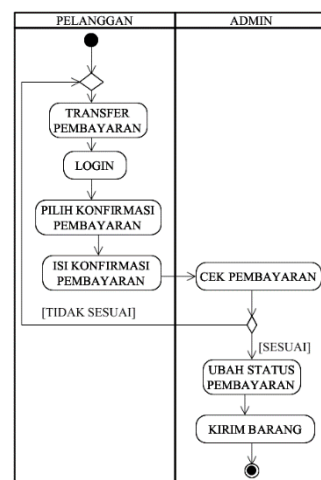 PELANGGAN
ADMIN
TRANSFER
PEMBAYARAN
LOGIN
PILIH KONFIRMASI
PEMBAYARAN
ISI KONFIRMASI
PEMBAYARAN
CEK PEMBAYARAN
[TIDAK SESUAI]
[SESUAI]
UBAH STATUS
PEMBAYARAN
KIRIM BARANG